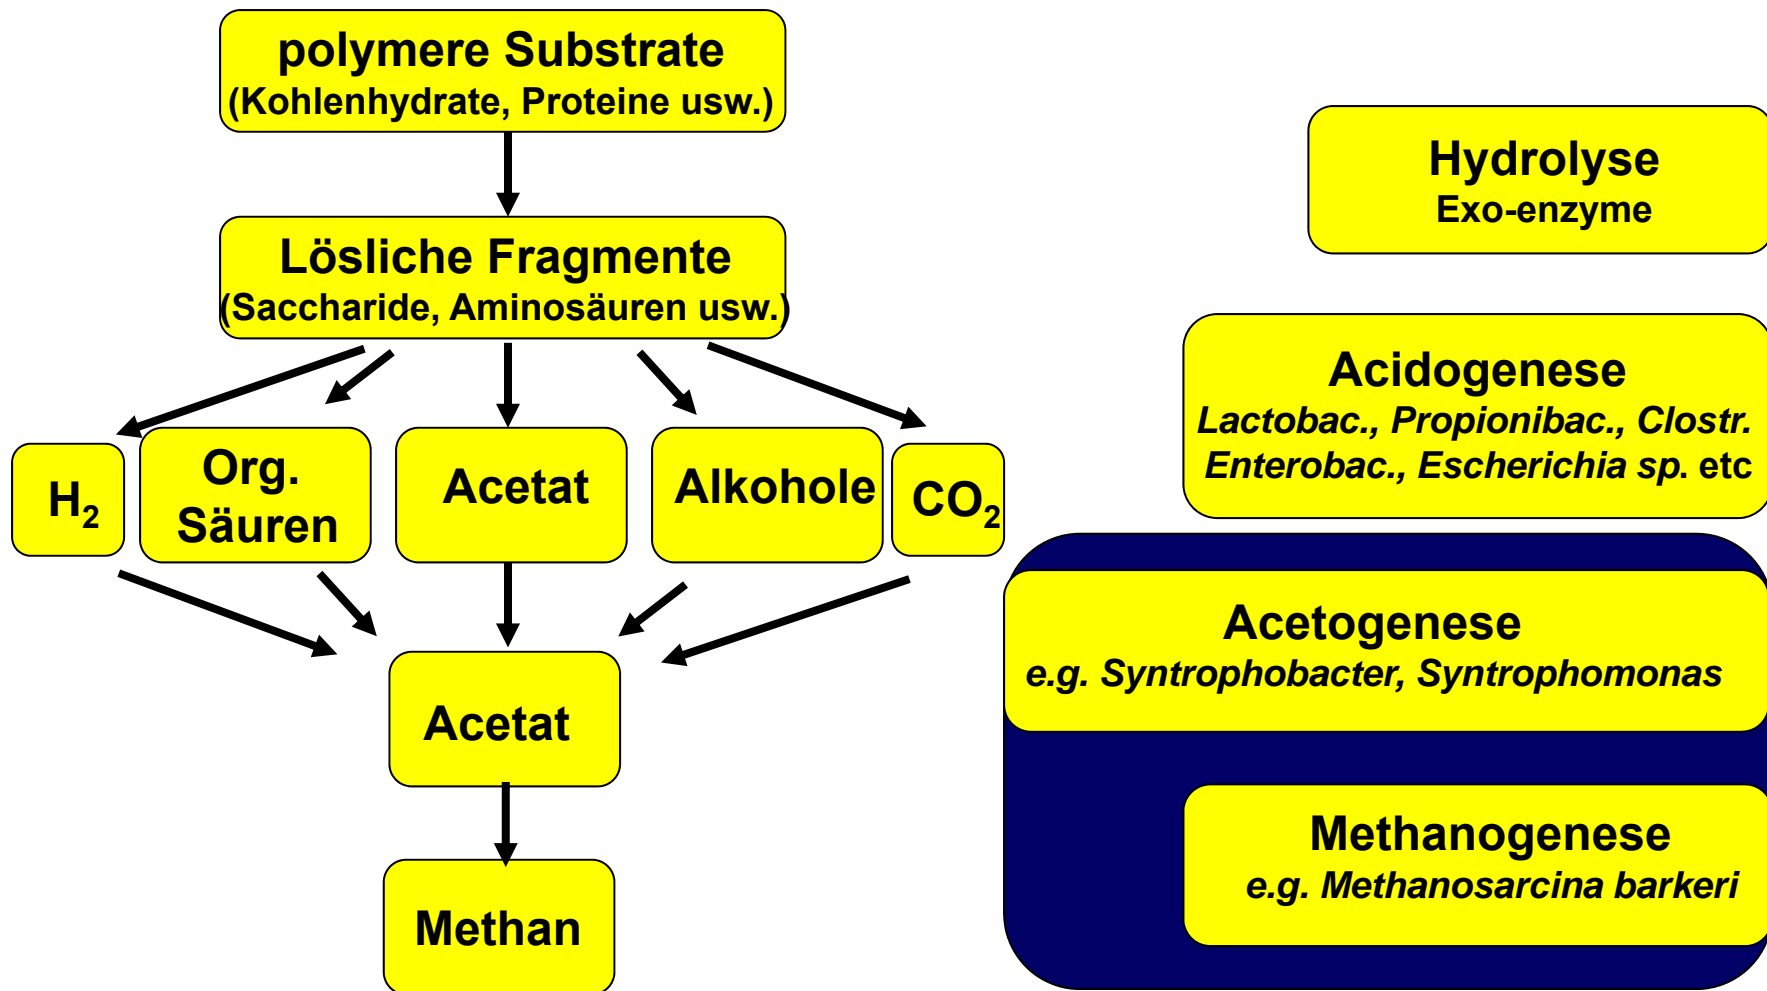 polymere Substrate
(Kohlenhydrate, Proteine usw.)
Lösliche Fragmente
(Saccharide, Aminosäuren usw.)
H₂
Org.
Säuren
Acetat
Alkohole
CO₂
Acetat
Methan
Hydrolyse
Exo-enzyme
Acidogenese
Lactobac., Propionibac., Clostr.
Enterobac., Escherichia sp. etc
Acetogenese
e.g. Syntrophobacter, Syntrophomonas
Methanogenese
e.g. Methanosarcina barkeri